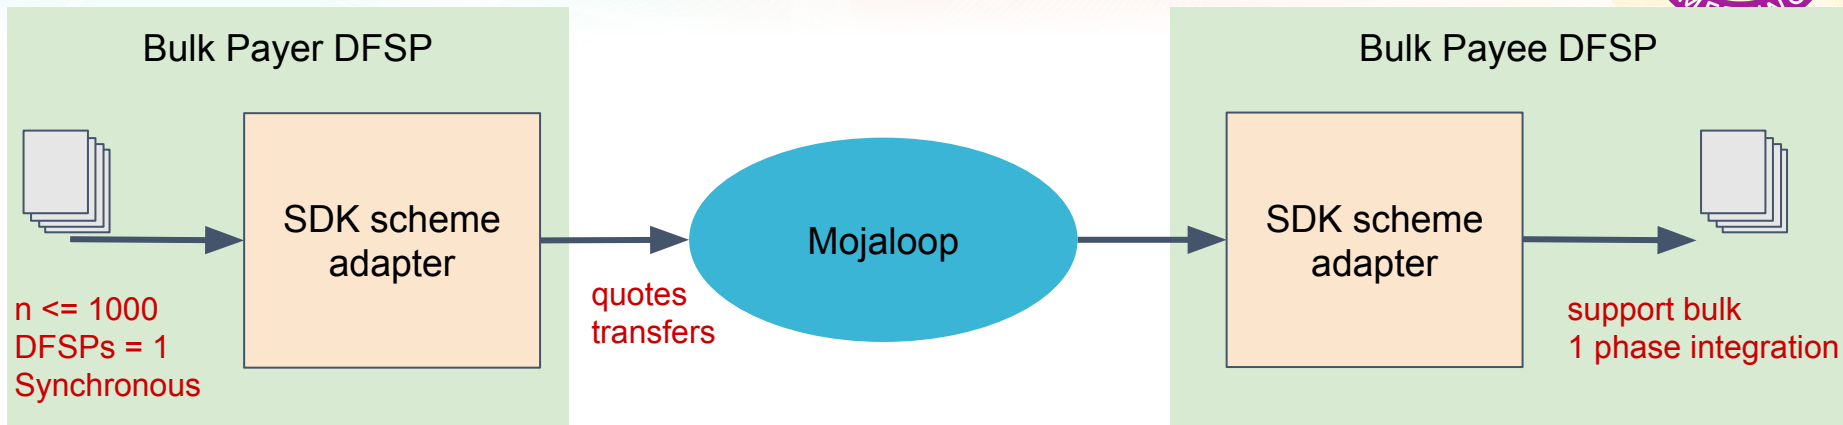 Bulk Payer DFSP
Bulk Payee DFSP
SDK scheme
adapter
Mojaloop
SDK scheme
adapter
n <= 1000
DFSPs = 1
Synchronous
quotes
transfers
support bulk
1 phase integration